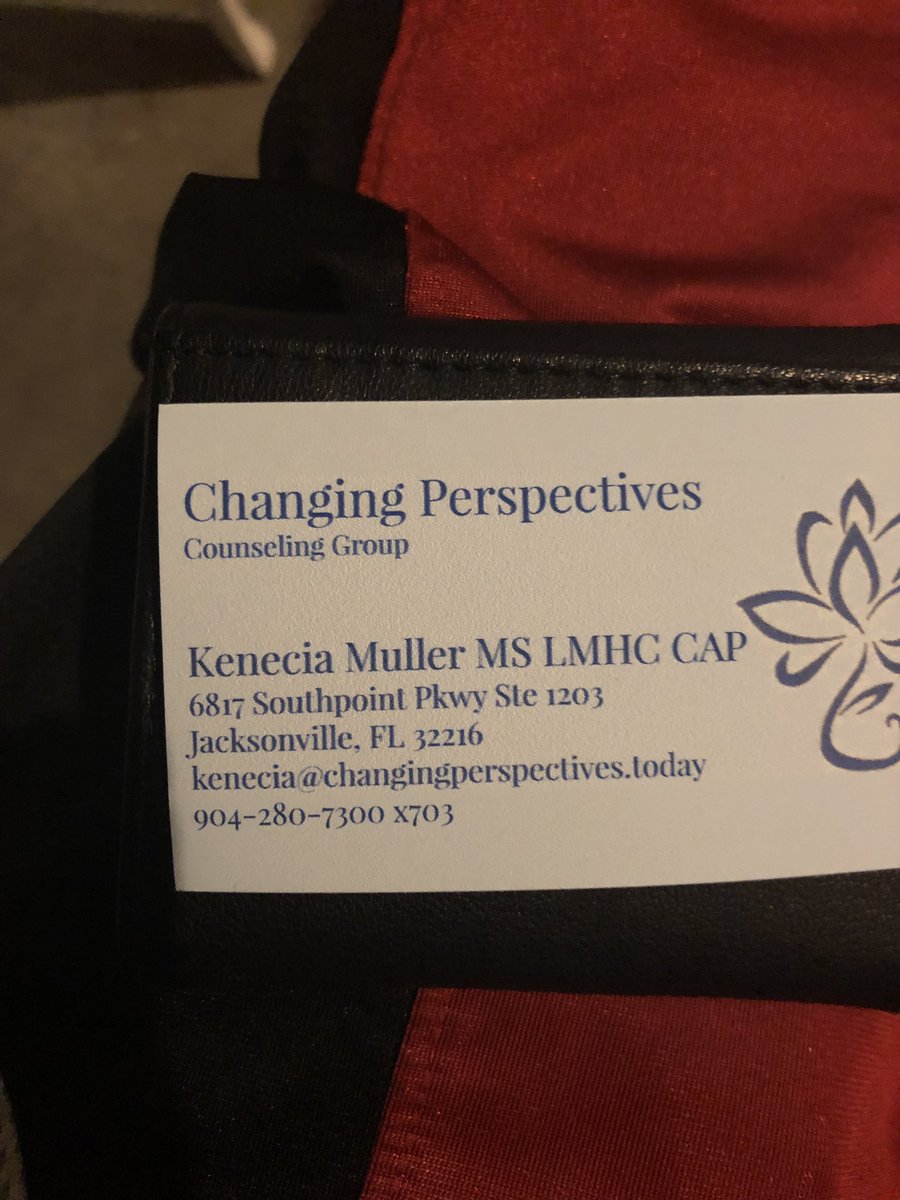 Changing Perspectives
Counseling Group
Kenecia Muller MS LMHC CAP
6817 Southpoint Pkwy Ste 1203
Jacksonville, FL 32216
kenecia@changingperspectives.today
904-280-7300 x703